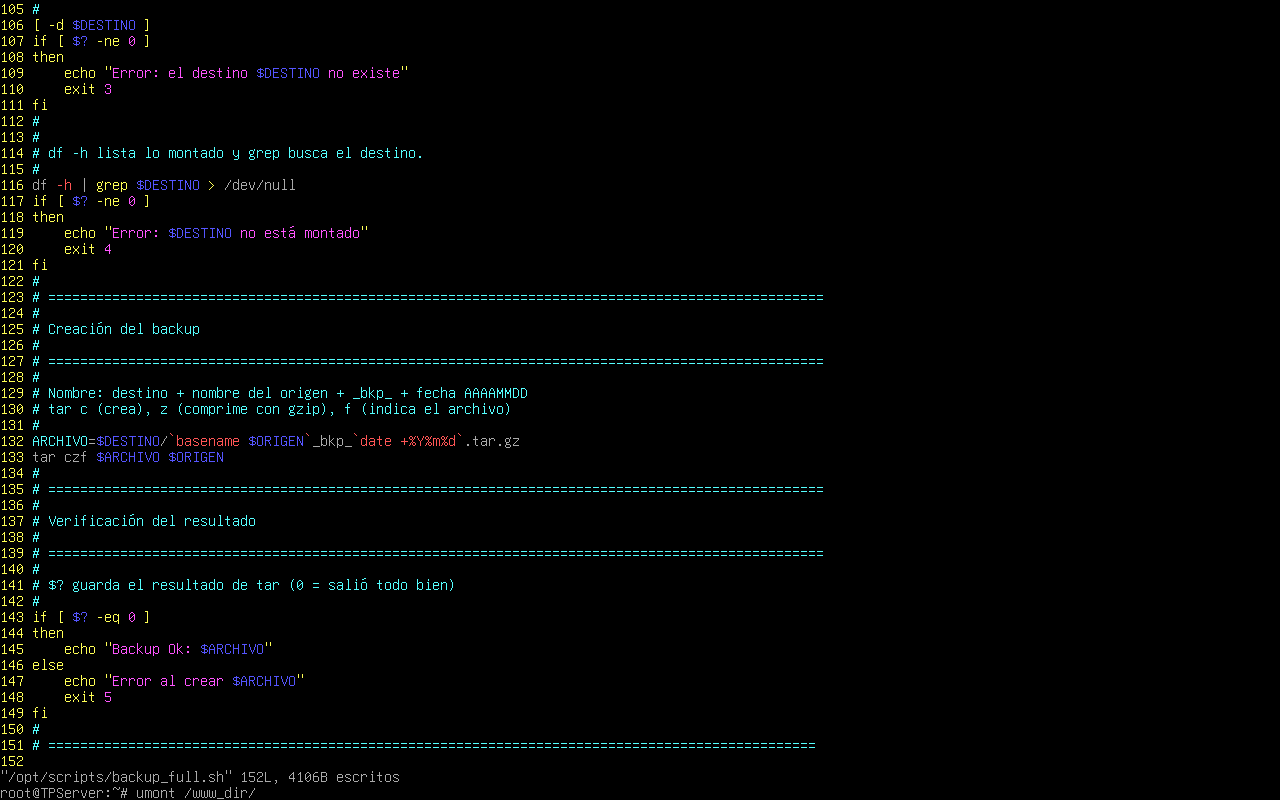 105 #
106 [ -d $DESTINO ]
107 if [ $? -ne 0 ]
108 then
109     echo "Error: el destino $DESTINO no existe"
110     exit 3
111 fi
112 #
113 #
114 # df -h lista lo montado y grep busca el destino.
115 #
116 df -h | grep $DESTINO > /dev/null
117 if [ $? -ne 0 ]
118 then
119     echo "Error: $DESTINO no está montado"
120     exit 4
121 fi
122 #
123 # =================================================================================================
124 #
125 # Creación del backup
126 #
127 # =================================================================================================
128 #
129 # Nombre: destino + nombre del origen + _bkp_ + fecha AAAAMMDD
130 # tar c (crea), z (comprime con gzip), f (indica el archivo)
131 #
132 ARCHIVO=$DESTINO/`basename $ORIGEN`_bkp_`date +%Y%m%d`.tar.gz
133 tar czf $ARCHIVO $ORIGEN
134 #
135 # =================================================================================================
136 #
137 # Verificación del resultado
138 #
139 # =================================================================================================
140 #
141 # $? guarda el resultado de tar (0 = salió todo bien)
142 #
143 if [ $? -eq 0 ]
144 then
145     echo "Backup Ok: $ARCHIVO"
146 else
147     echo "Error al crear $ARCHIVO"
148     exit 5
149 fi
150 #
151 # ================================================================================================
152
"/opt/scripts/backup_full.sh" 152L, 4106B escritos
root@TPServer:~# umont /www_dir/